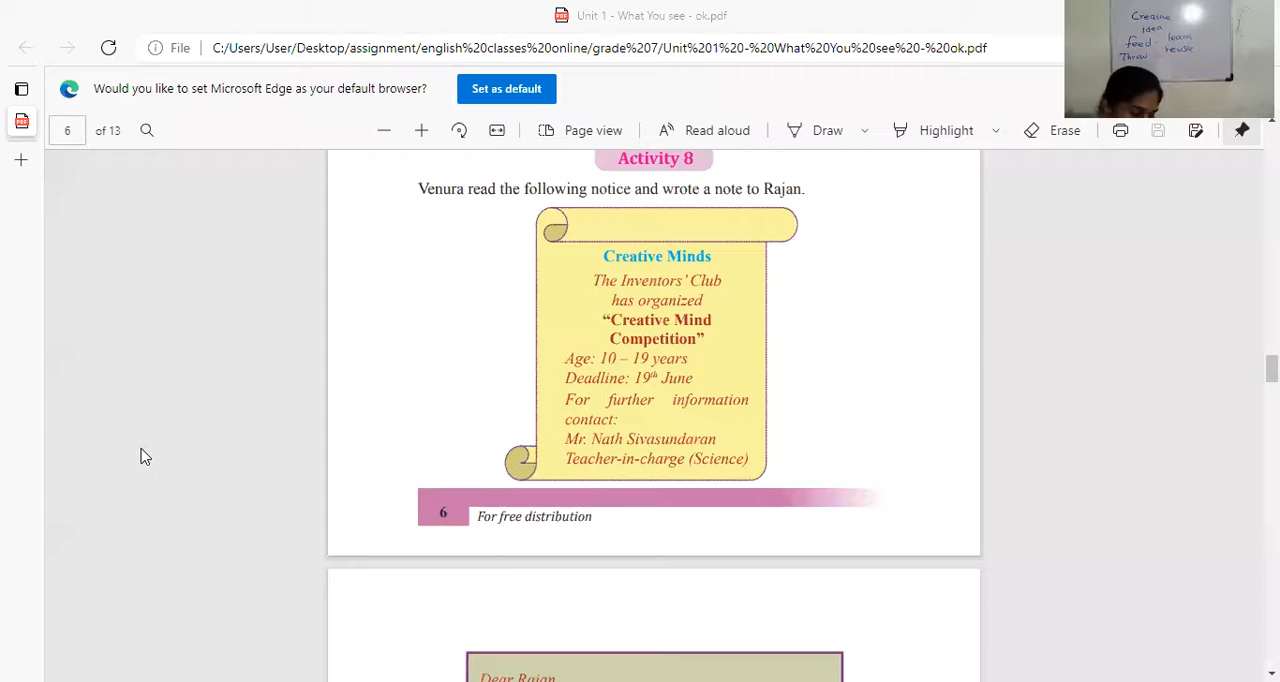 Unit 1 - What You see - ok.pdf
File
C:/Users/User/Desktop/assignment/english%20classes%20online/grade%207/Unit%201%20-%20What%20You%20see%20-%20ok.pdf
Would you like to set Microsoft Edge as your default browser?
Set as default
6
of 13
Page view
Read aloud
Draw
Highlight
Erase
Creative
idea
feed - learn
reuse
Throw
Activity 8
Venura read the following notice and wrote a note to Rajan.
Creative Minds
The Inventors' Club
has organized
“Creative Mind
Competition”
Age: 10 – 19 years
Deadline: 19th June
For further information
contact:
Mr. Nath Sivasundaran
Teacher-in-charge (Science)
6
For free distribution
Dear Rajan